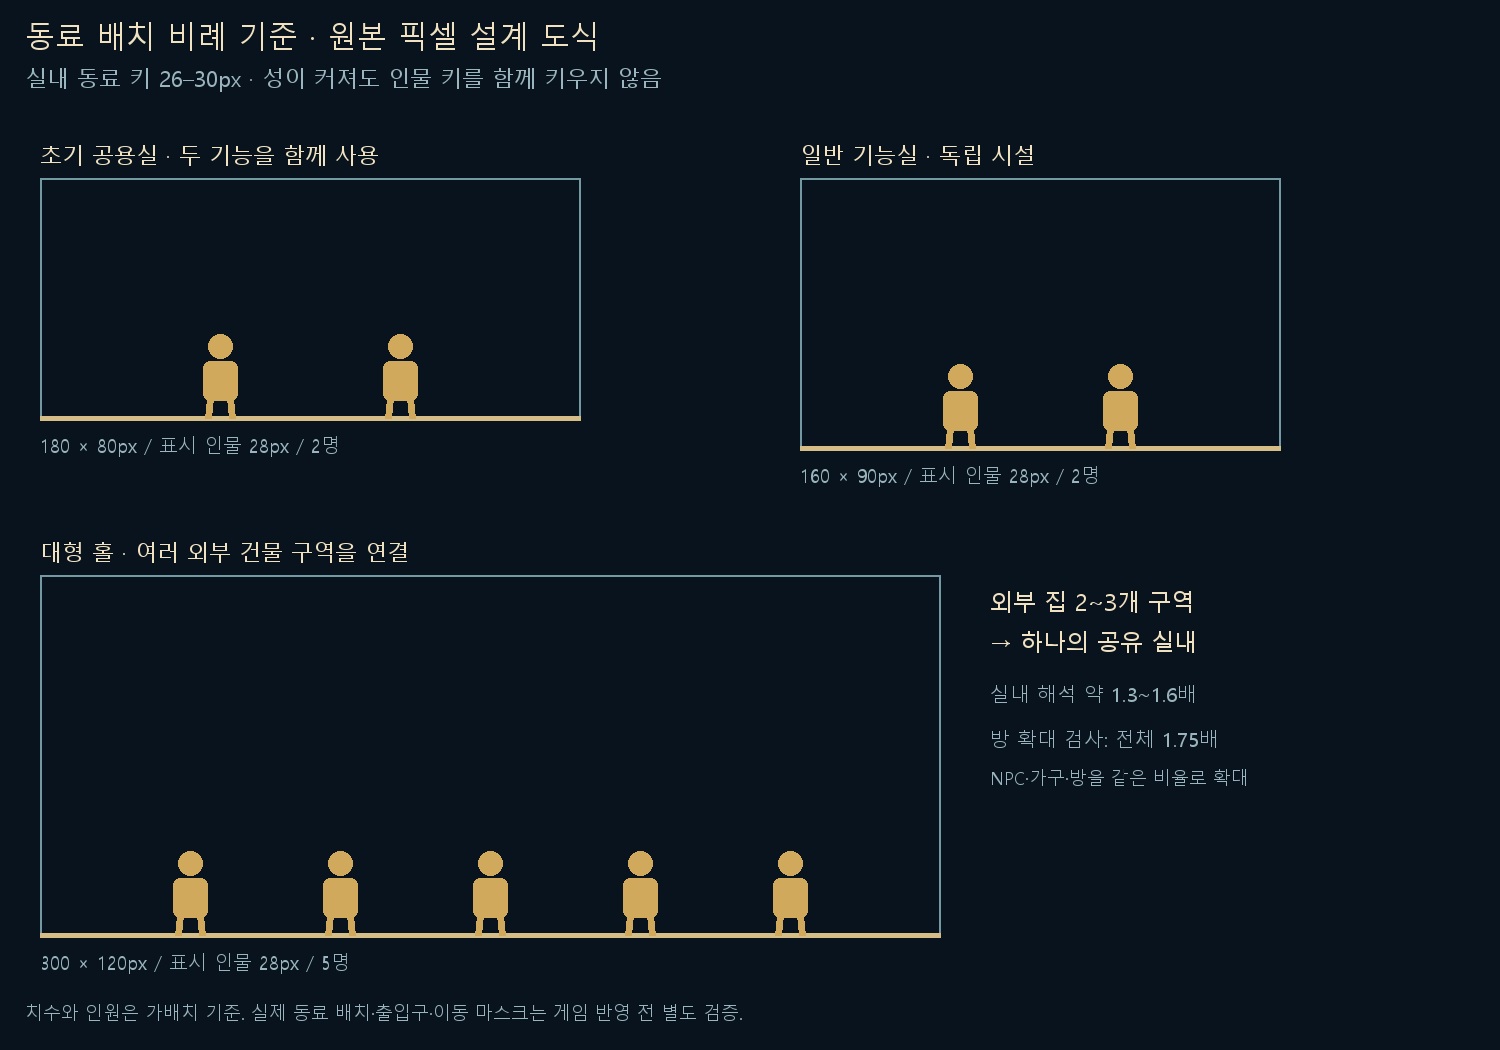 동료 배치 비례 기준 · 원본 픽셀 설계 도식
실내 동료 키 26–30px · 성이 커져도 인물 키를 함께 키우지 않음
초기 공용실 · 두 기능을 함께 사용
180 × 80px / 표시 인물 28px / 2명
일반 기능실 · 독립 시설
160 × 90px / 표시 인물 28px / 2명
대형 홀 · 여러 외부 건물 구역을 연결
300 × 120px / 표시 인물 28px / 5명
외부 집 2~3개 구역
→ 하나의 공유 실내
실내 해석 약 1.3~1.6배
방 확대 검사: 전체 1.75배
NPC·가구·방을 같은 비율로 확대
치수와 인원은 가배치 기준. 실제 동료 배치·출입구·이동 마스크는 게임 반영 전 별도 검증.